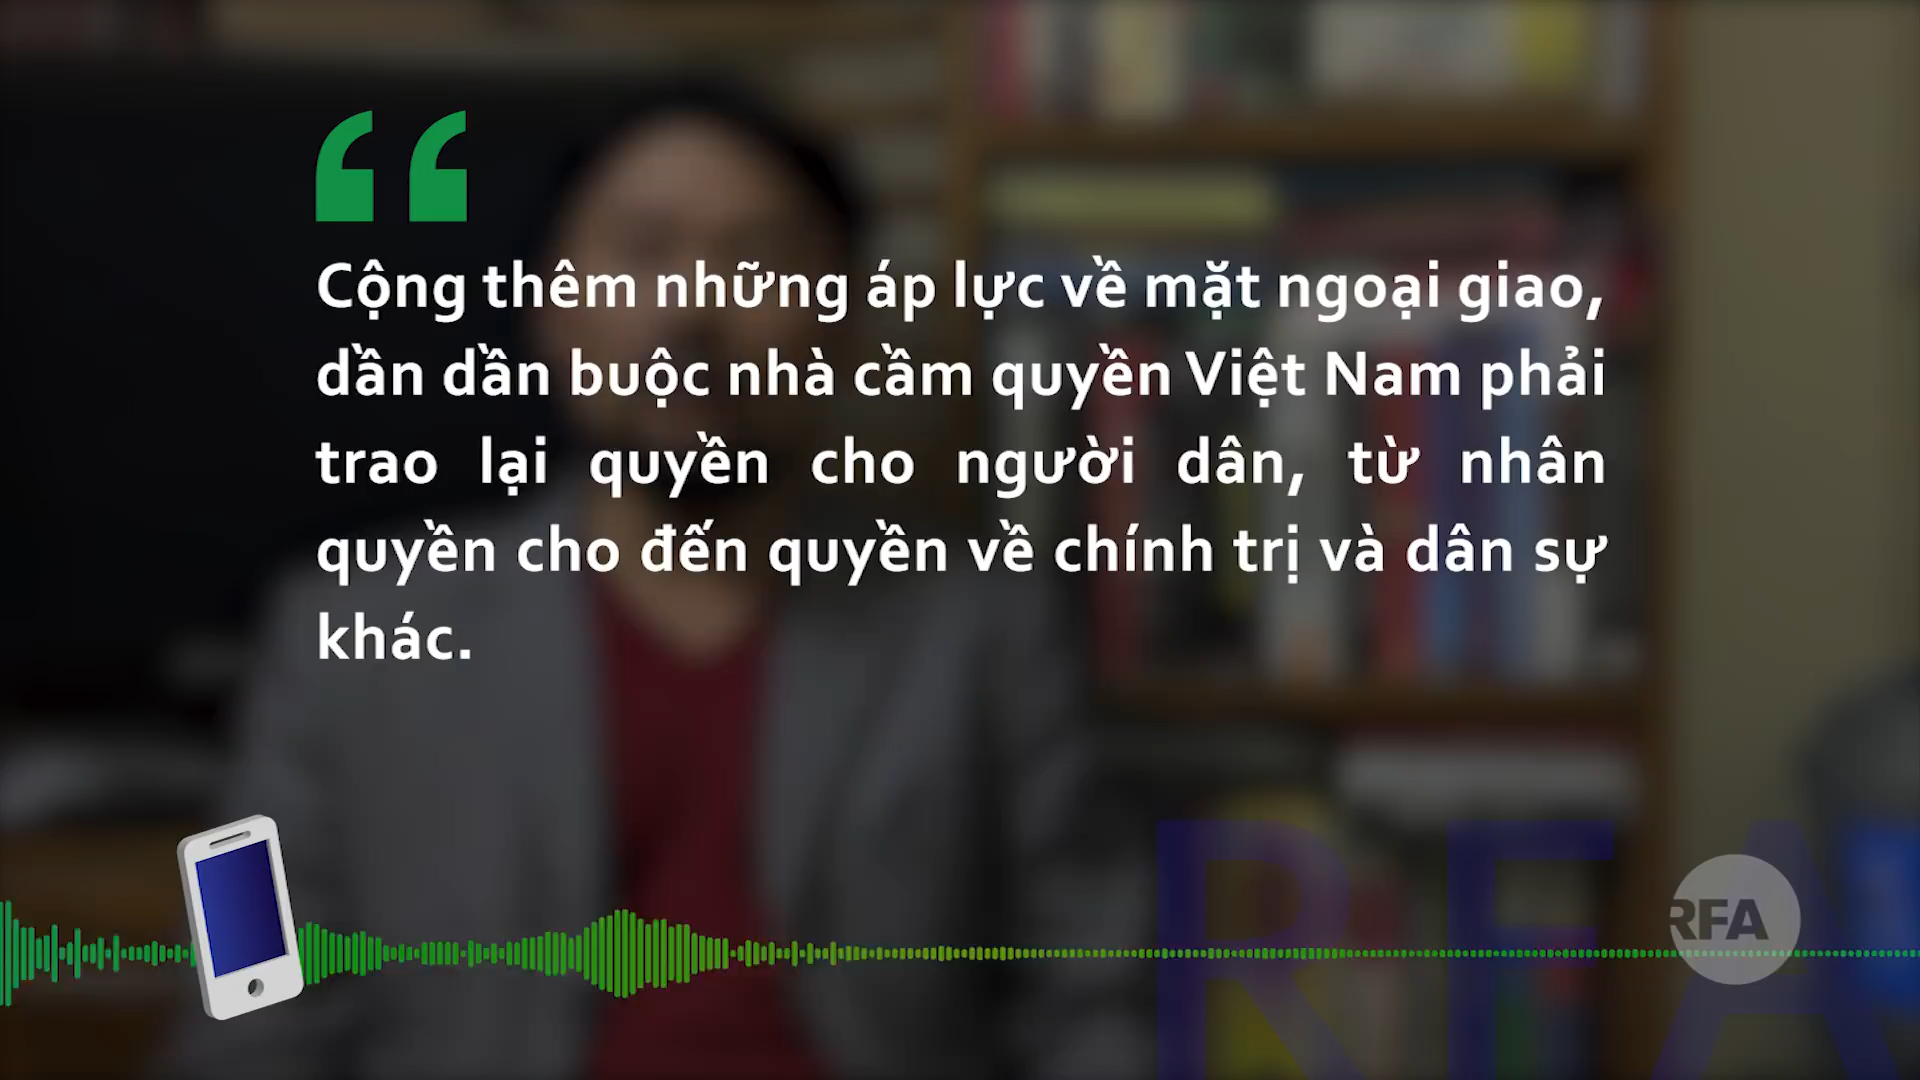 Cộng thêm những áp lực về mặt ngoại giao,
dần dần buộc nhà cầm quyền Việt Nam phải
trao lại quyền cho người dân, từ nhân
quyền cho đến quyền về chính trị và dân sự
khác.
RFA
RFA